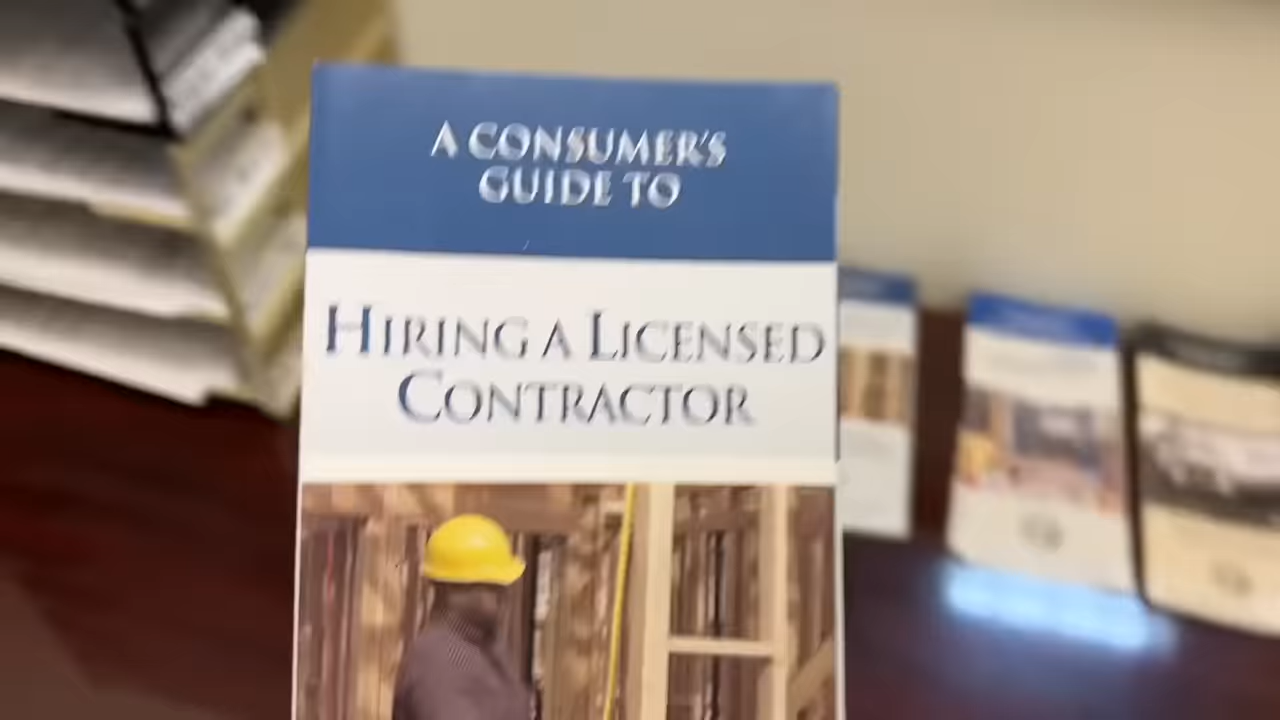 A CONSUMER'S
GUIDE TO
HIRING A LICENSED
CONTRACTOR